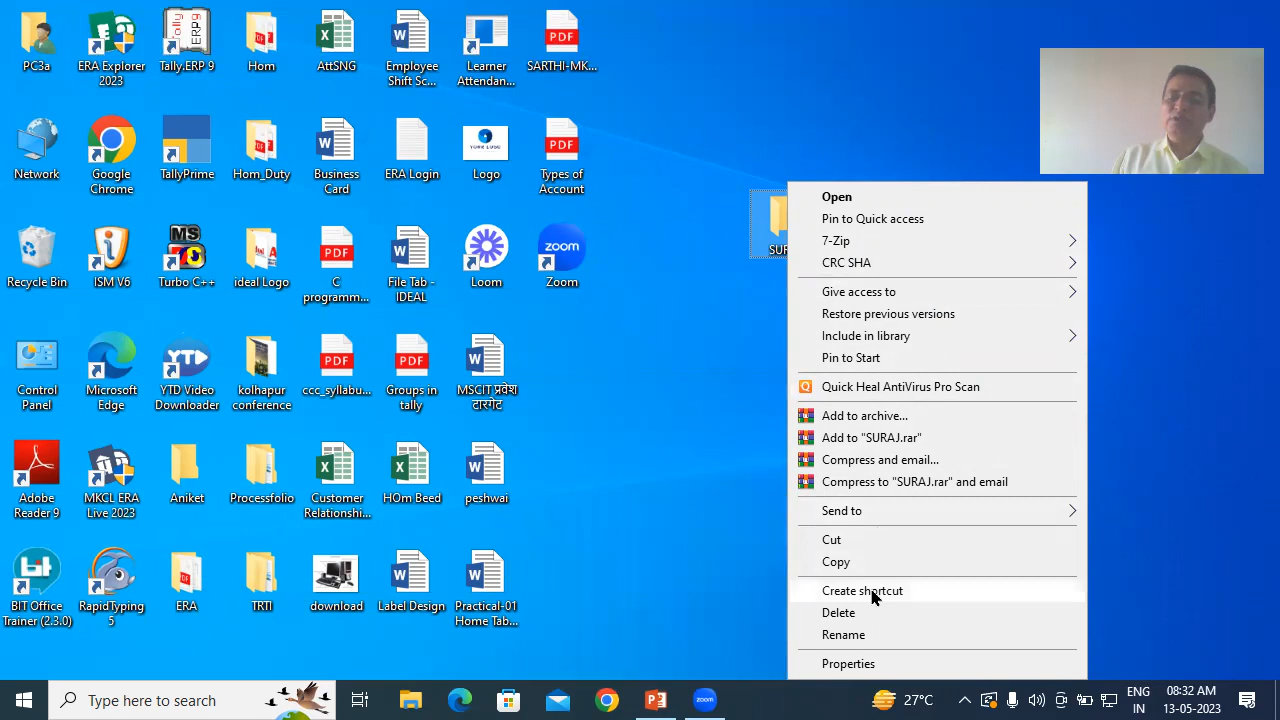 PC3a
ERA Explorer
2023
Tally.ERP 9
Hom
AttSNG
Employee
Shift Sc...
Learner
Attendan...
SARTHI-MK...
Network
Google
Chrome
TallyPrime
Hom_Duty
Business
Card
ERA Login
Logo
Types of
Account
Recycle Bin
ISM V6
Turbo C++
ideal Logo
C
programm...
File Tab -
IDEAL
Loom
Zoom
Control
Panel
Microsoft
Edge
YTD Video
Downloader
kolhapur
conference
ccc_syllabu...
Groups in
tally
MSCIT प्रवेश
टारगेट
Adobe
Reader 9
MKCL ERA
Live 2023
Aniket
Processfolio
Customer
Relationshi...
HOm Beed
peshwai
BIT Office
Trainer (2.3.0)
RapidTyping
5
ERA
TRTI
download
Label Design
Practical-01
Home Tab...
Open
Pin to Quick access
7-Zip
CRC SHA
Give access to
Restore previous versions
Include in library
Pin to Start
Quick Heal AntiVirus Pro Scan
Add to archive...
Add to "SURAJ.rar"
Compress and email...
Compress to "SURAJ.rar" and email
Send to
Cut
Copy
Create shortcut
Delete
Rename
Properties
Type here to search
27°C
ENG
IN
08:32 AM
13-05-2023